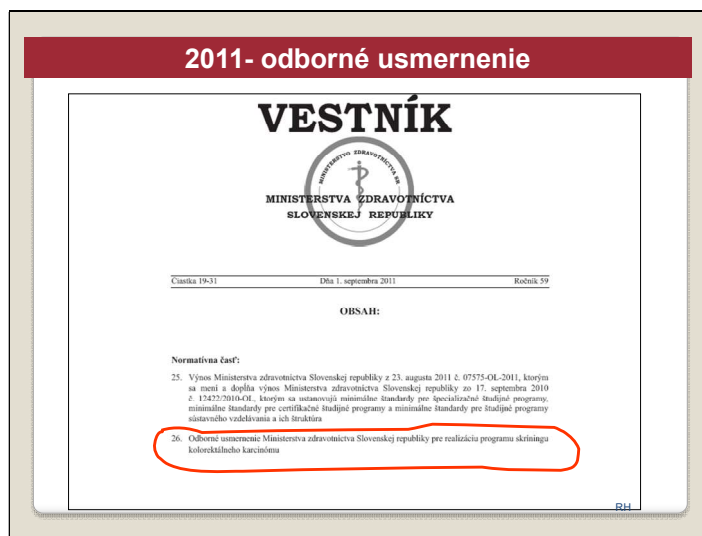 2011- odborné usmernenie
VESTNÍK
MINISTERSTVO ZDRAVOTNÍCTVA SR
MINISTERSTVA ZDRAVOTNÍCTVA
SLOVENSKEJ REPUBLIKY
Čiastka 19-31 Dňa 1. septembra 2011 Ročník 59
OBSAH:
Normatívna časť:
25. Výnos Ministerstva zdravotníctva Slovenskej republiky z 23. augusta 2011 č. 07575-OL-2011, ktorým
sa mení a dopĺňa výnos Ministerstva zdravotníctva Slovenskej republiky zo 17. septembra 2010
č. 12422/2010-OL, ktorým sa ustanovujú minimálne štandardy pre špecializačné študijné programy,
minimálne štandardy pre certifikačné študijné programy a minimálne štandardy pre študijné programy
sústavného vzdelávania a ich štruktúra
26. Odborné usmernenie Ministerstva zdravotníctva Slovenskej republiky pre realizáciu programu skríningu
kolorektálneho karcinómu
RH